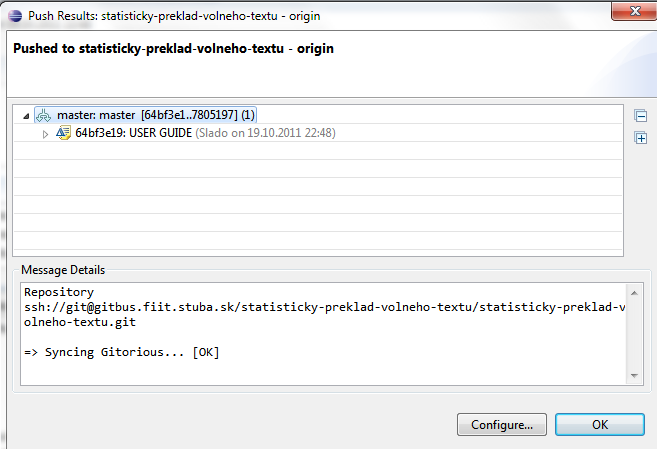 Push Results: statisticky-preklad-volneho-textu - origin
Pushed to statisticky-preklad-volneho-textu - origin
master: master [64bf3e1..7805197] (1)
64bf3e19: USER GUIDE (Slado on 19.10.2011 22:48)
Message Details
Repository
ssh://git@gitbus.fiit.stuba.sk/statisticky-preklad-volneho-textu/statisticky-preklad-v
olneho-textu.git
=> Syncing Gitorious... [OK]
Configure...
OK